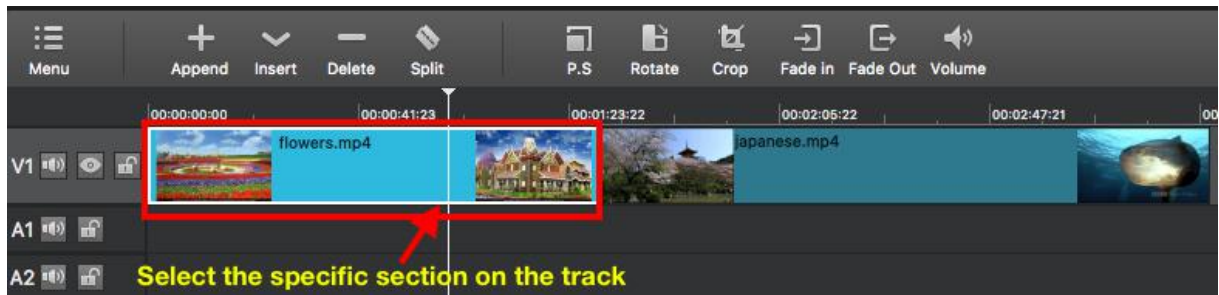 Menu Append Insert Delete Split P.S Rotate Crop Fade in Fade Out Volume
00:00:00:00 00:00:41:23 00:01:23:22 00:02:05:22 00:02:47:21 00
V1 flowers.mp4 japanese.mp4
A1
A2 Select the specific section on the track